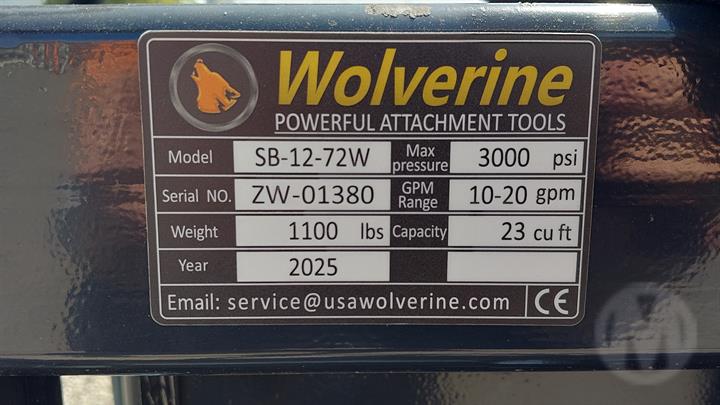 Wolverine
POWERFUL ATTACHMENT TOOLS
Model SB-12-72W Max pressure 3000 psi
Serial NO. ZW-01380 GPM Range 10-20 gpm
Weight 1100 lbs Capacity 23 cu ft
Year 2025
Email: service@usawolverine.com CE
M